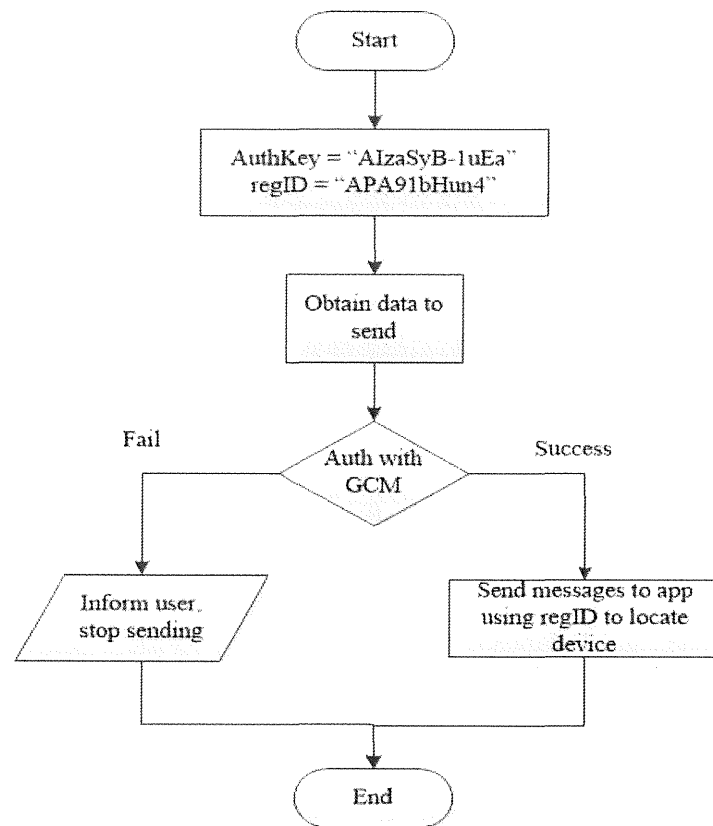 Start
AuthKey = “AIzaSyB-1uEa”
regID = “APA91bHun4”
Obtain data to
send
Fail
Success
Auth with
GCM
Inform user,
stop sending
Send messages to app
using regID to locate
device
End